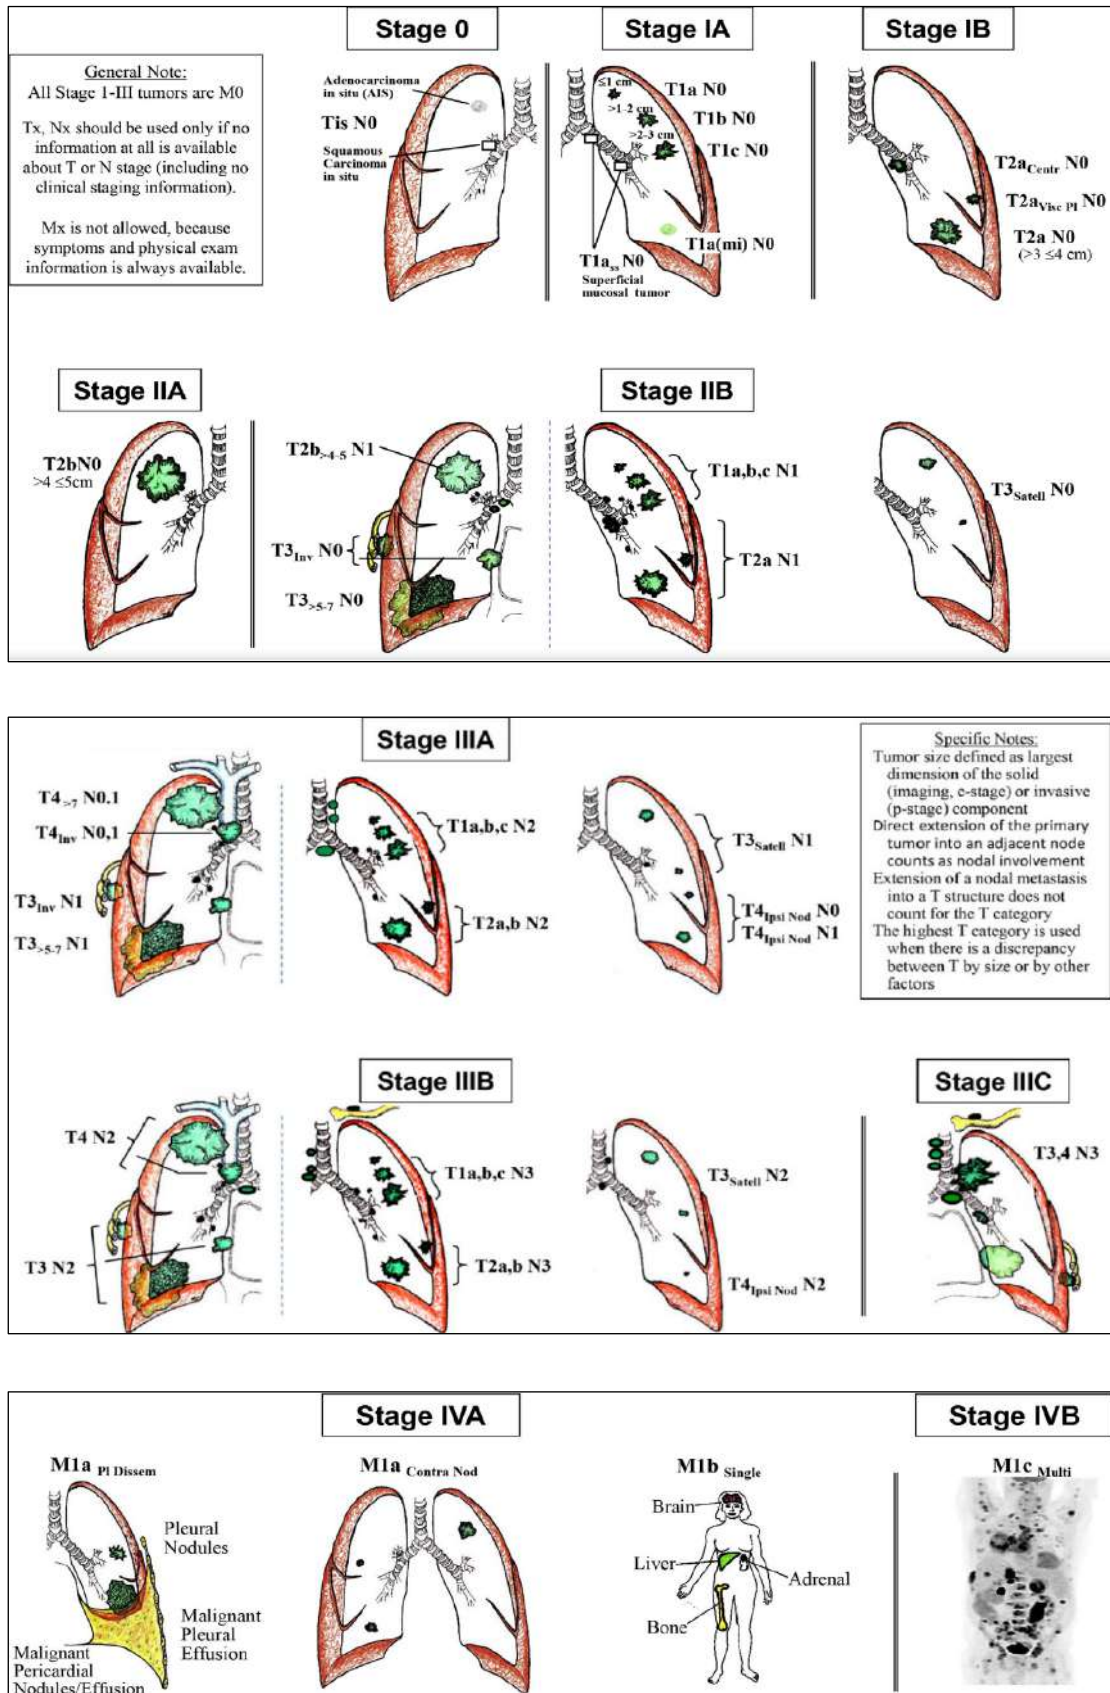 Stage 0
Stage IA
Stage IB
General Note:
All Stage 1-III tumors are M0
Tx, Nx should be used only if no
information at all is available
about T or N stage (including no
clinical staging information).
Mx is not allowed, because
symptoms and physical exam
information is always available.
Adenocarcinoma
in situ (AIS)
Tis N0
Squamous
Carcinoma
in situ
≤1 cm
T1a N0
>1-2 cm
T1b N0
>2-3 cm
T1c N0
T1a(mi) N0
T1ass N0
Superficial
mucosal tumor
T2aCentr N0
T2aVisc Pl N0
T2a N0
(>3 ≤4 cm)
Stage IIA
Stage IIB
T2bN0
>4 ≤5cm
T2b>4-5 N1
T3Inv N0
T3>5-7 N0
T1a,b,c N1
T2a N1
T3Satell N0
Stage IIIA
T4>7 N0.1
T4Inv N0,1
T3Inv N1
T3>5-7 N1
T1a,b,c N2
T2a,b N2
T3Satell N1
T4Ipsi Nod N0
T4Ipsi Nod N1
Specific Notes:
Tumor size defined as largest
dimension of the solid
(imaging, c-stage) or invasive
(p-stage) component
Direct extension of the primary
tumor into an adjacent node
counts as nodal involvement
Extension of a nodal metastasis
into a T structure does not
count for the T category
The highest T category is used
when there is a discrepancy
between T by size or by other
factors
Stage IIIB
Stage IIIC
T4 N2
T3 N2
T1a,b,c N3
T2a,b N3
T3Satell N2
T4Ipsi Nod N2
T3,4 N3
Stage IVA
Stage IVB
M1a Pl Dissem
Pleural
Nodules
Malignant
Pleural
Effusion
Malignant
Pericardial
Nodules/Effusion
M1a Contra Nod
M1b Single
Brain
Liver
Adrenal
Bone
M1c Multi